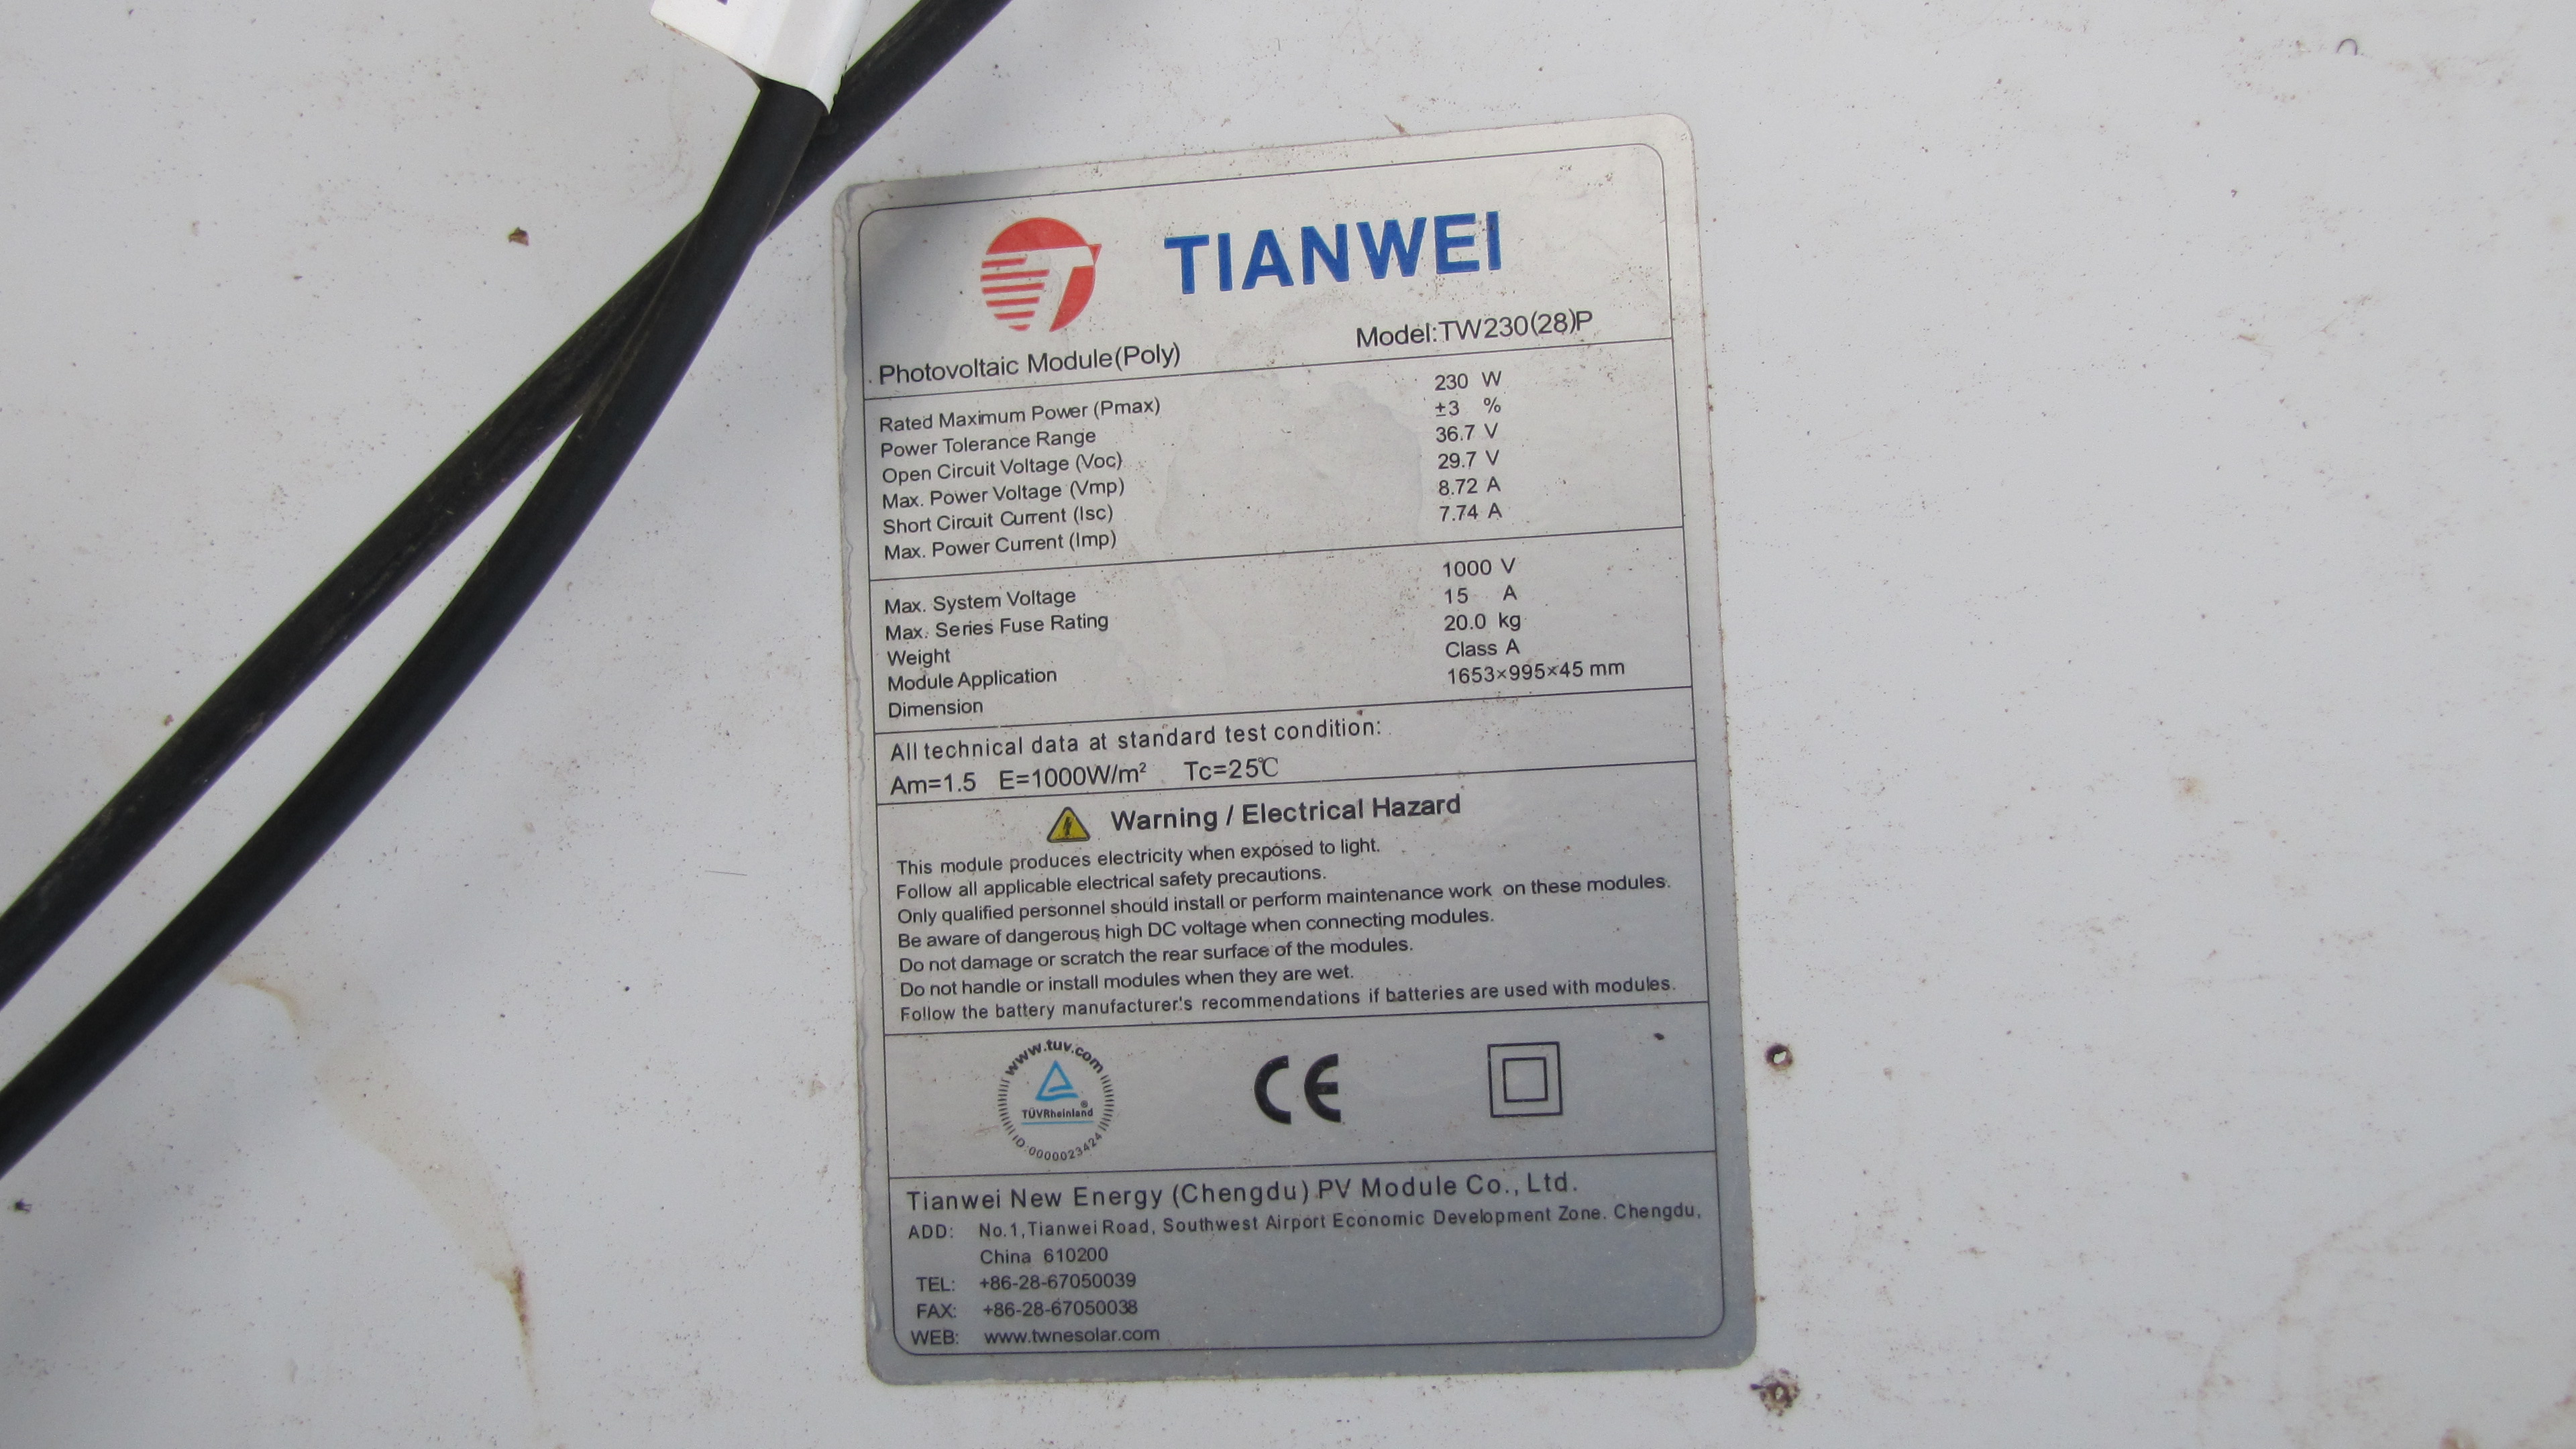 TIANWEI
Photovoltaic Module(Poly) Model:TW230(28)P
Rated Maximum Power (Pmax) 230 W
Power Tolerance Range ±3 %
Open Circuit Voltage (Voc) 36.7 V
Max. Power Voltage (Vmp) 29.7 V
Short Circuit Current (Isc) 8.72 A
Max. Power Current (Imp) 7.74 A
Max. System Voltage 1000 V
Max. Series Fuse Rating 15 A
Weight 20.0 kg
Module Application Class A
Dimension 1653×995×45 mm
All technical data at standard test condition:
Am=1.5 E=1000W/m² Tc=25℃
Warning / Electrical Hazard
This module produces electricity when exposed to light.
Follow all applicable electrical safety precautions.
Only qualified personnel should install or perform maintenance work on these modules.
Be aware of dangerous high DC voltage when connecting modules.
Do not damage or scratch the rear surface of the modules.
Do not handle or install modules when they are wet.
Follow the battery manufacturer's recommendations if batteries are used with modules.
www.tuv.com
TÜVRheinland®
ID:0000023424
CE
Tianwei New Energy (Chengdu) PV Module Co., Ltd.
ADD: No.1,Tianwei Road, Southwest Airport Economic Development Zone. Chengdu,
China 610200
TEL: +86-28-67050039
FAX: +86-28-67050038
WEB: www.twnesolar.com